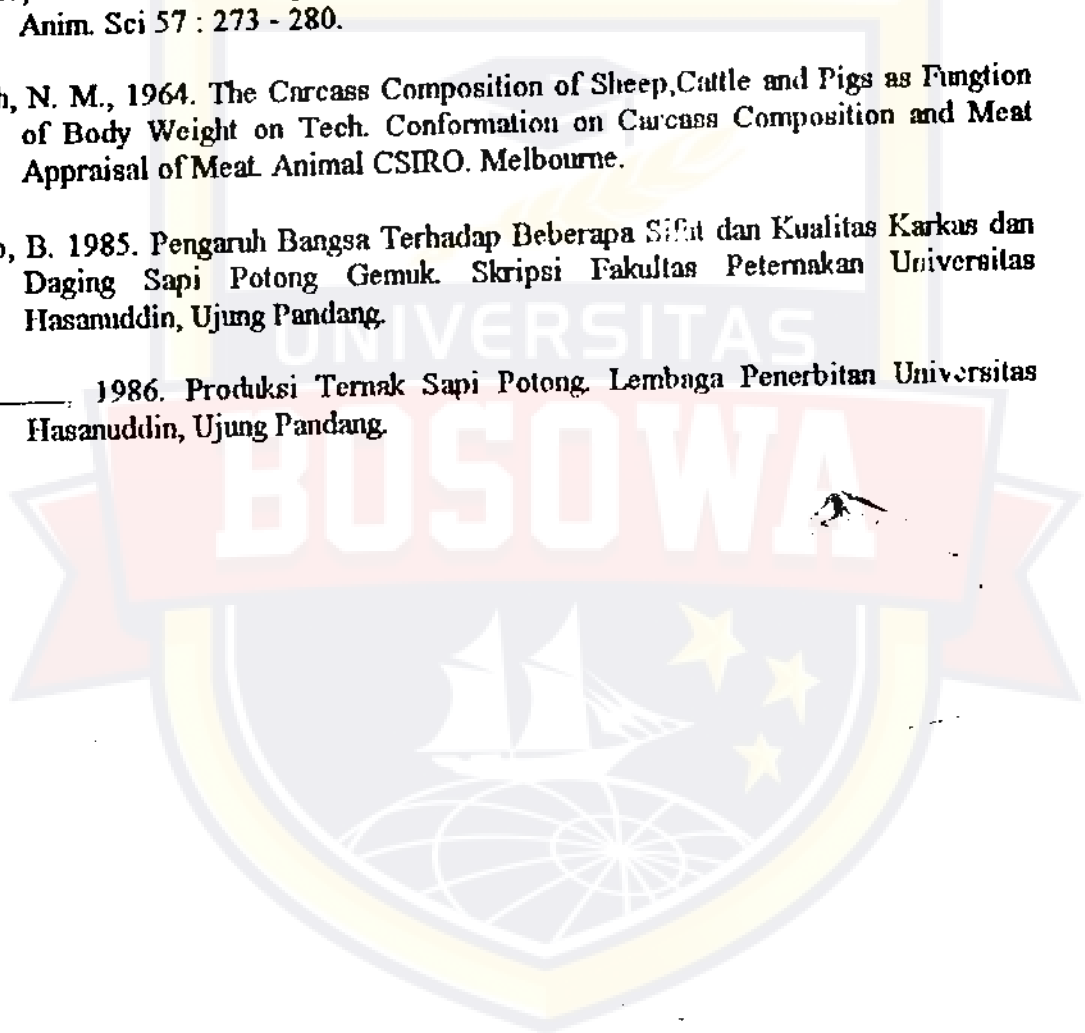 Anim. Sci 57 : 273 - 280.
h, N. M., 1964. The Carcass Composition of Sheep,Cattle and Pigs as Fungtion
of Body Weight on Tech. Conformation on Carcass Composition and Meat
Appraisal of Meat. Animal CSIRO. Melbourne.
o, B. 1985. Pengaruh Bangsa Terhadap Beberapa Sifat dan Kualitas Karkas dan
Daging Sapi Potong Gemuk. Skripsi Fakultas Peternakan Universitas
Hasanuddin, Ujung Pandang.
______, 1986. Produksi Ternak Sapi Potong. Lembaga Penerbitan Universitas
Hasanuddin, Ujung Pandang.
UNIVERSITAS
BOSOWA